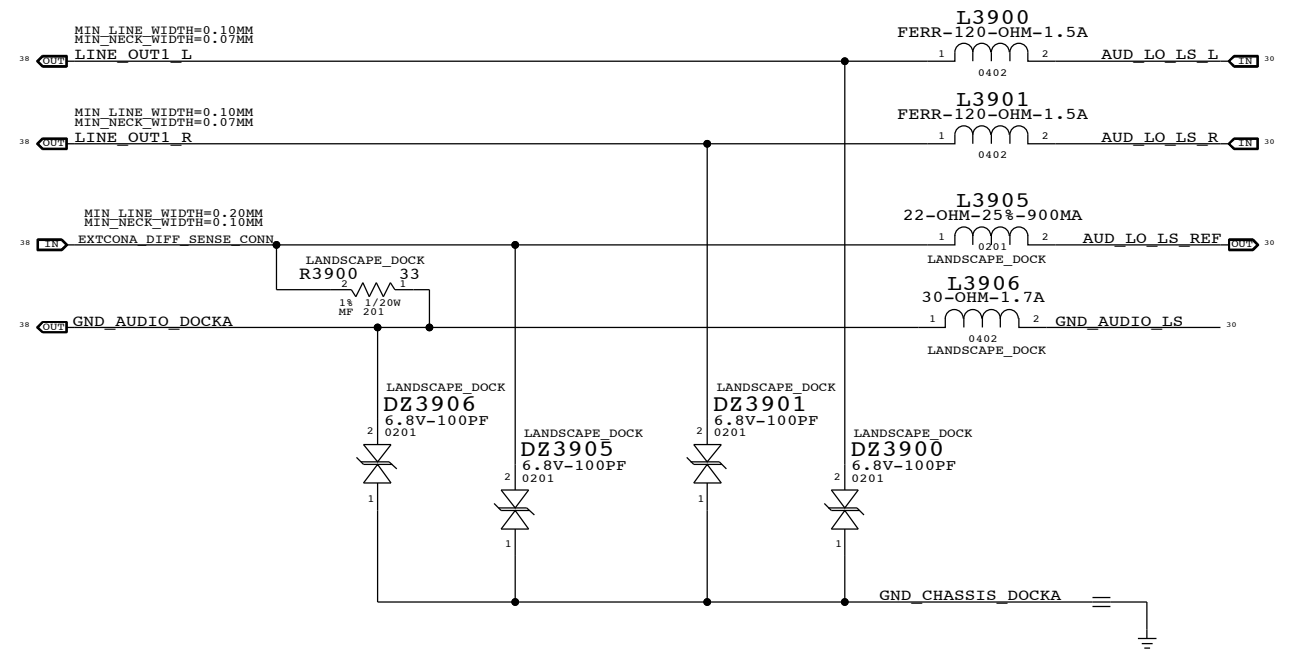 L3900
MIN_LINE_WIDTH=0.10MM
FERR-120-OHM-1.5A
MIN_NECK_WIDTH=0.07MM
38 OUT LINE_OUT1_L 1 2 AUD_LO_LS_L IN 30
0402
L3901
MIN_LINE_WIDTH=0.10MM
FERR-120-OHM-1.5A
MIN_NECK_WIDTH=0.07MM
38 OUT LINE_OUT1_R 1 2 AUD_LO_LS_R IN 30
0402
L3905
MIN_LINE_WIDTH=0.20MM
22-OHM-25%-900MA
MIN_NECK_WIDTH=0.10MM
38 IN EXTCONA_DIFF_SENSE_CONN 1 2 AUD_LO_LS_REF OUT 30
0201
LANDSCAPE_DOCK
LANDSCAPE_DOCK
R3900 33
2 1
1% 1/20W
MF 201
L3906
30-OHM-1.7A
38 OUT GND_AUDIO_DOCKA 1 2 GND_AUDIO_LS 30
0402
LANDSCAPE_DOCK
LANDSCAPE_DOCK
DZ3906
6.8V-100PF
2 0201
1
LANDSCAPE_DOCK
DZ3905
6.8V-100PF
2 0201
1
LANDSCAPE_DOCK
DZ3901
6.8V-100PF
2 0201
1
LANDSCAPE_DOCK
DZ3900
6.8V-100PF
2 0201
1
GND_CHASSIS_DOCKA